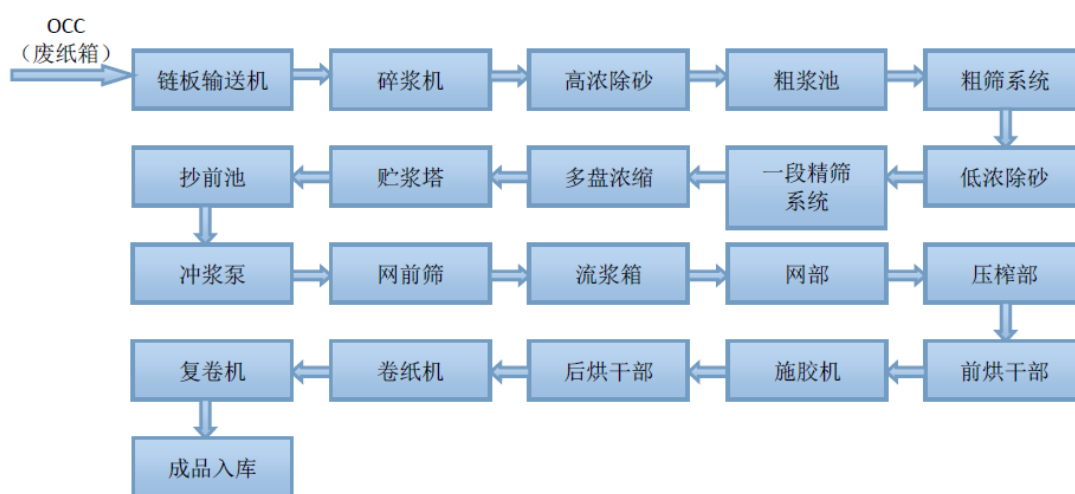 OCC
（废纸箱）
链板输送机
碎浆机
高浓除砂
粗浆池
粗筛系统
抄前池
贮浆塔
多盘浓缩
一段精筛
系统
低浓除砂
冲浆泵
网前筛
流浆箱
网部
压榨部
复卷机
卷纸机
后烘干部
施胶机
前烘干部
成品入库